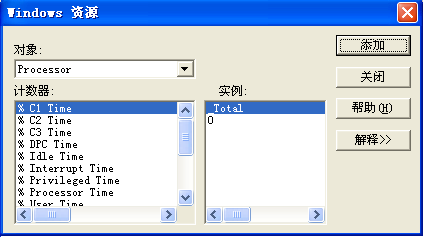 Windows 资源
对象:
Processor
计数器:
% C1 Time
% C2 Time
% C3 Time
% DPC Time
% Idle Time
% Interrupt Time
% Privileged Time
% Processor Time
% User Time
实例:
_Total
0
添加
关闭
帮助(H)
解释>>